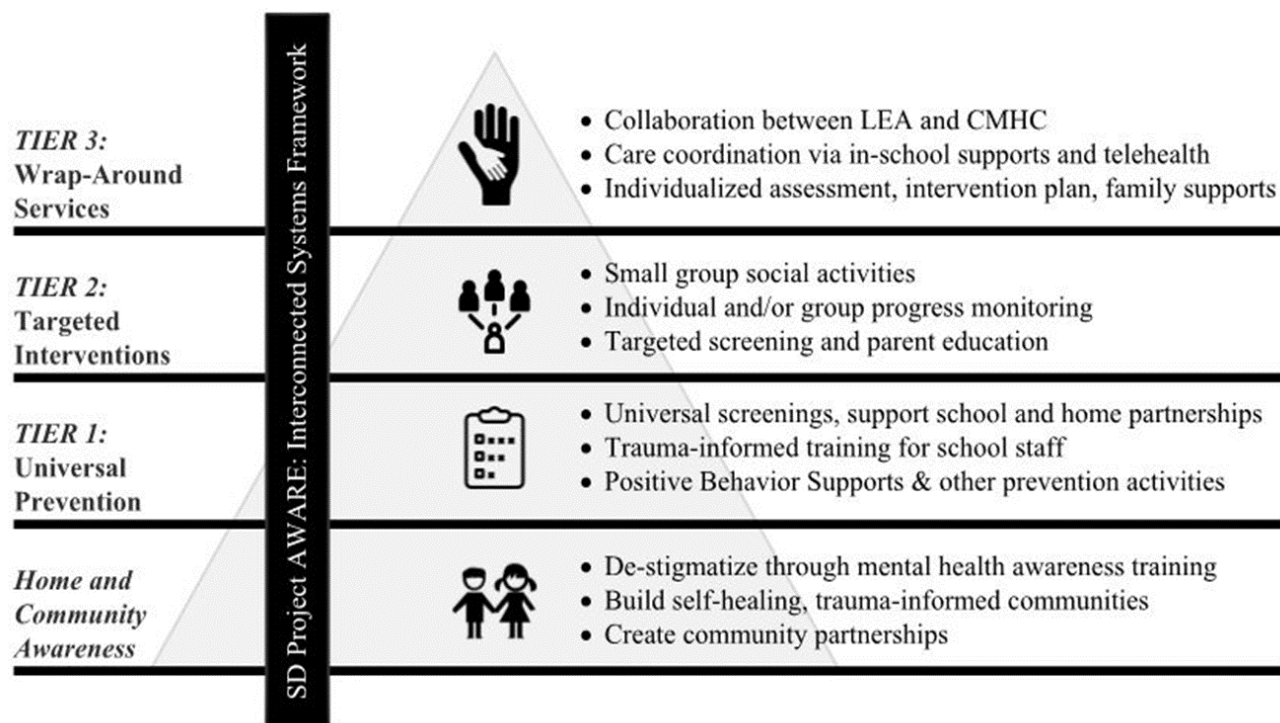 SD Project AWARE: Interconnected Systems Framework
TIER 3:
Wrap-Around
Services
• Collaboration between LEA and CMHC
• Care coordination via in-school supports and telehealth
• Individualized assessment, intervention plan, family supports
TIER 2:
Targeted
Interventions
• Small group social activities
• Individual and/or group progress monitoring
• Targeted screening and parent education
TIER 1:
Universal
Prevention
• Universal screenings, support school and home partnerships
• Trauma-informed training for school staff
• Positive Behavior Supports & other prevention activities
Home and
Community
Awareness
• De-stigmatize through mental health awareness training
• Build self-healing, trauma-informed communities
• Create community partnerships